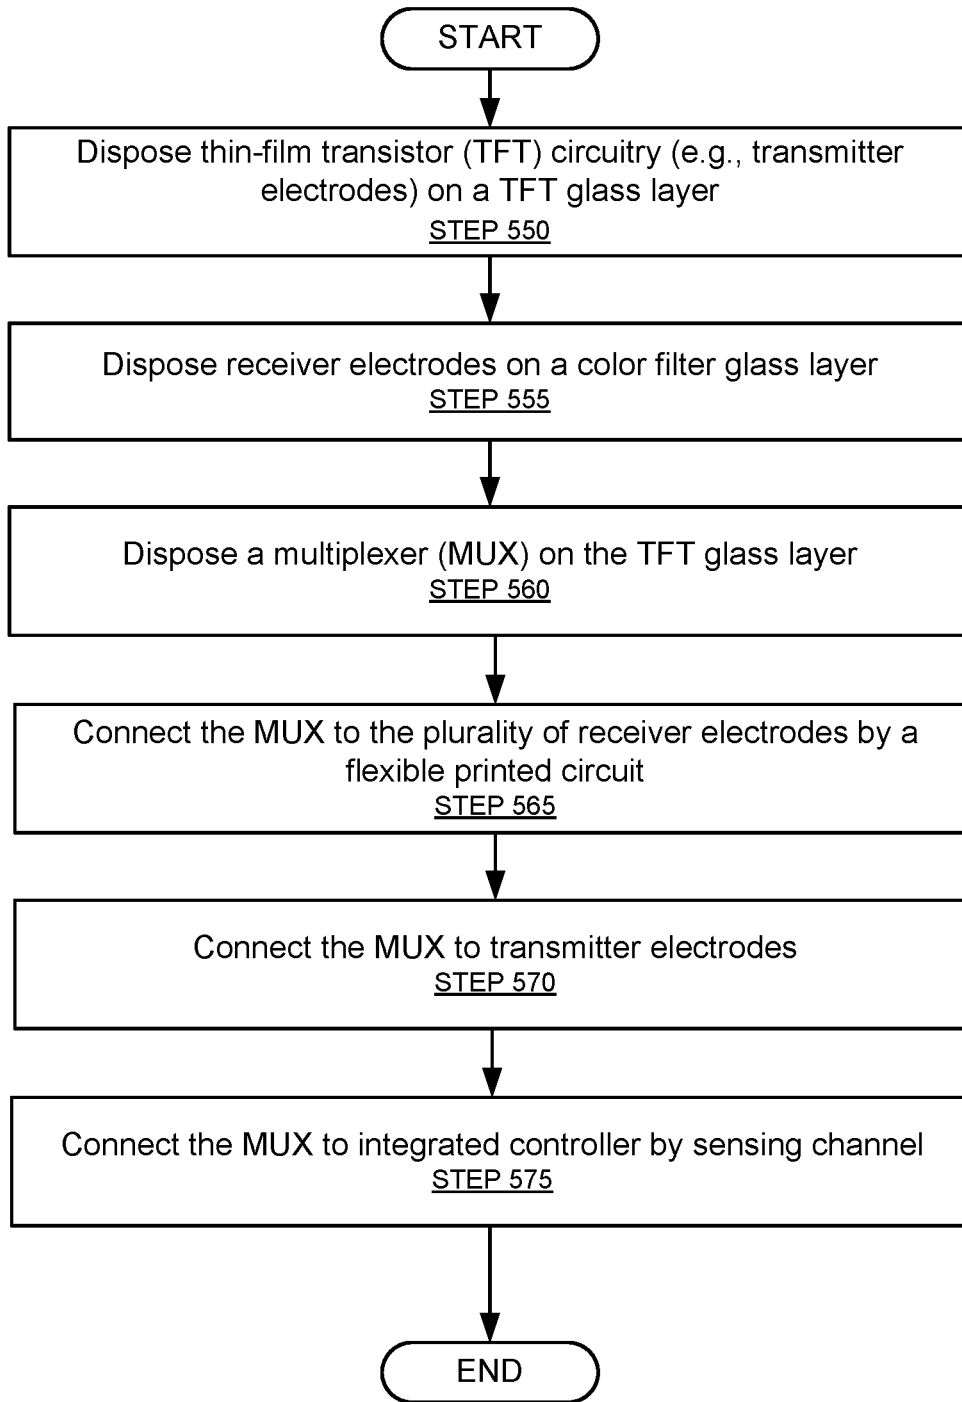 START
Dispose thin-film transistor (TFT) circuitry (e.g., transmitter
electrodes) on a TFT glass layer
STEP 550
Dispose receiver electrodes on a color filter glass layer
STEP 555
Dispose a multiplexer (MUX) on the TFT glass layer
STEP 560
Connect the MUX to the plurality of receiver electrodes by a
flexible printed circuit
STEP 565
Connect the MUX to transmitter electrodes
STEP 570
Connect the MUX to integrated controller by sensing channel
STEP 575
END